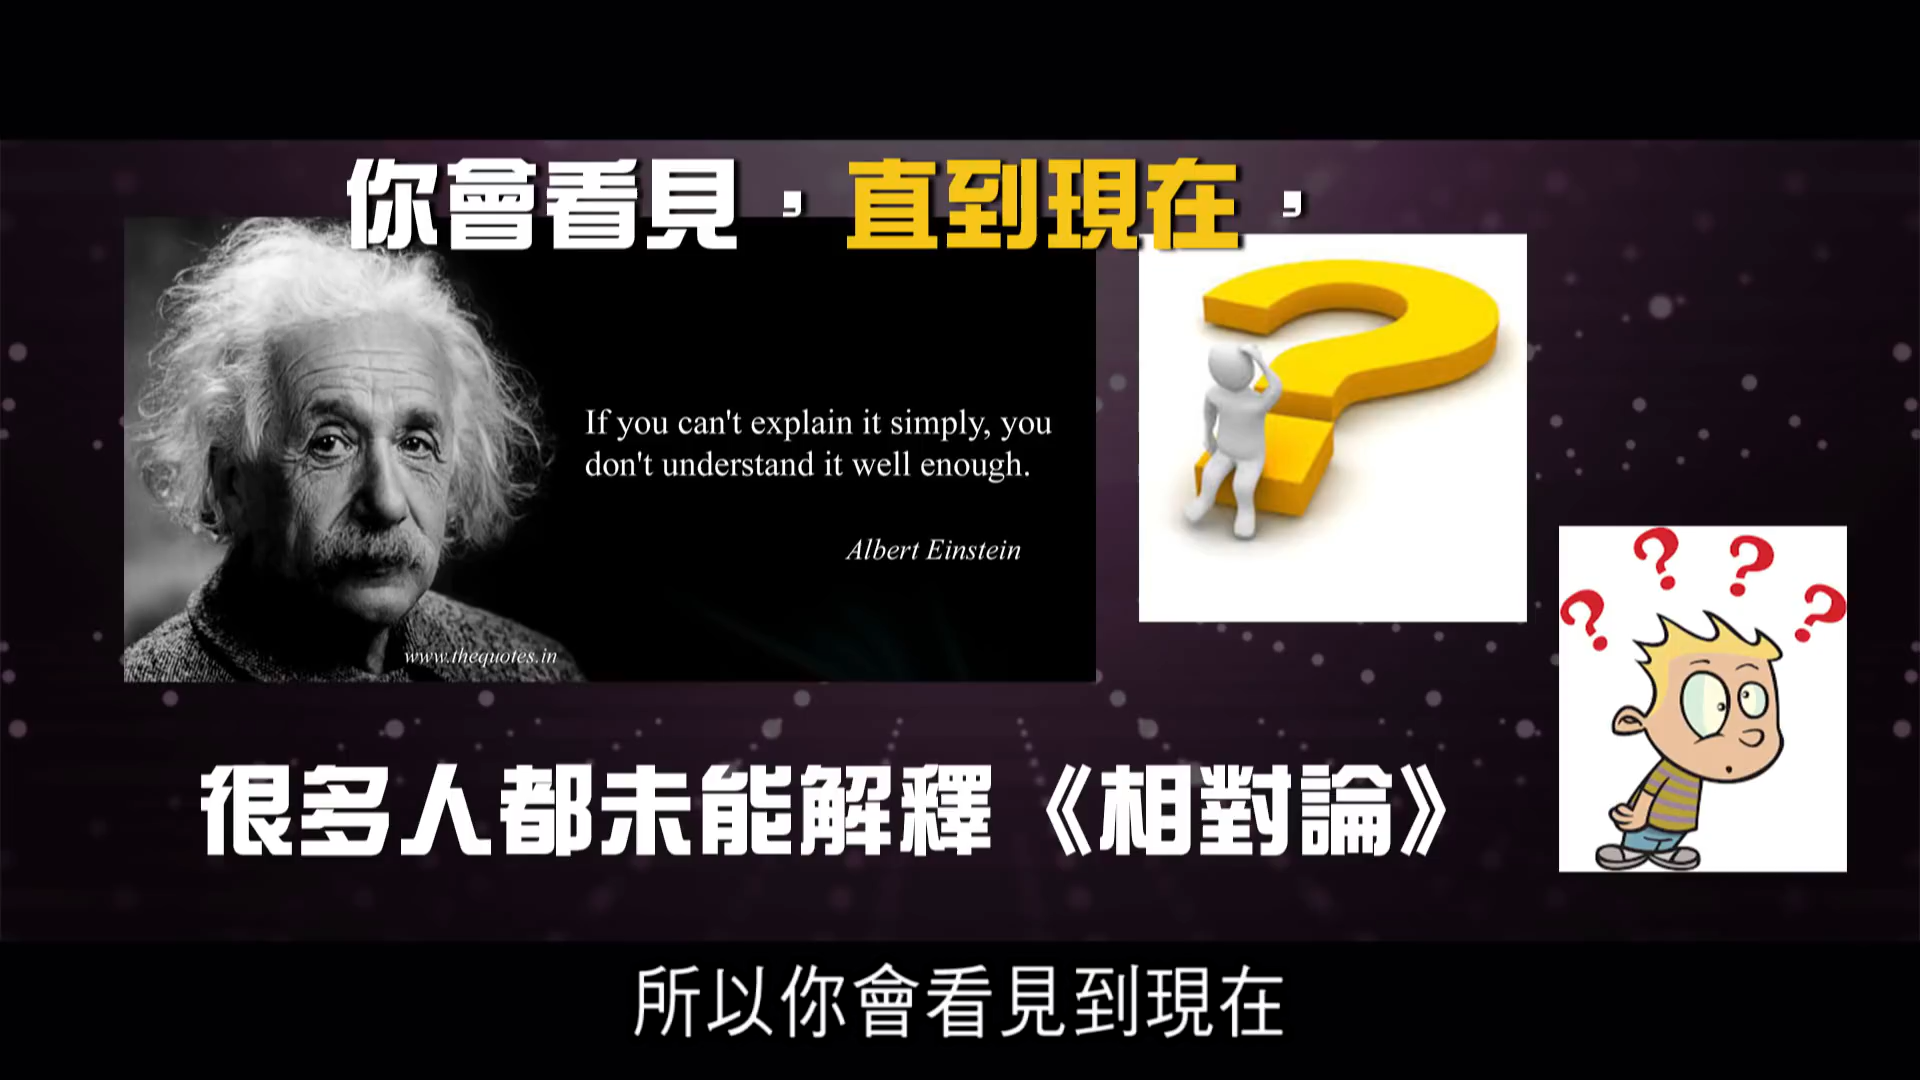 你會看見，直到現在，
If you can't explain it simply, you
don't understand it well enough.
Albert Einstein
www.thequotes.in
? ? ? ?
很多人都未能解釋《相對論》
所以你會看見到現在